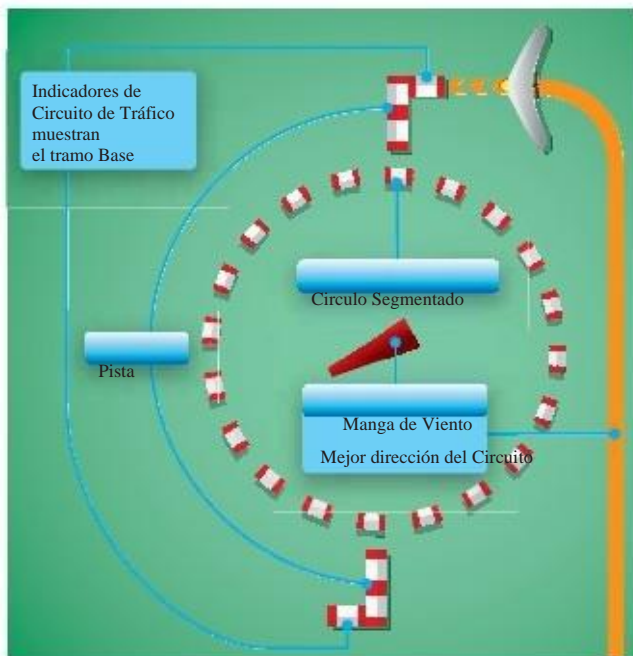 Indicadores de
Circuito de Tráfico
muestran
el tramo Base
Circulo Segmentado
Pista
Manga de Viento
Mejor dirección del Circuito